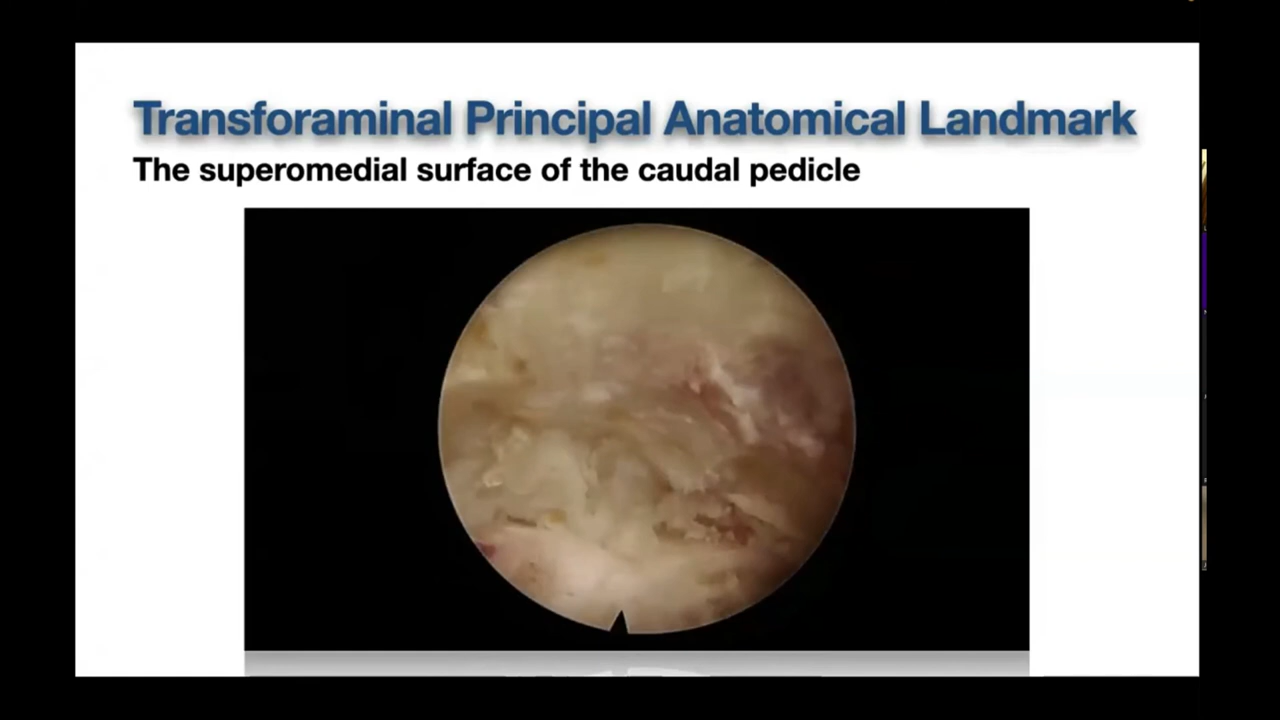 Transforaminal Principal Anatomical Landmark
The superomedial surface of the caudal pedicle